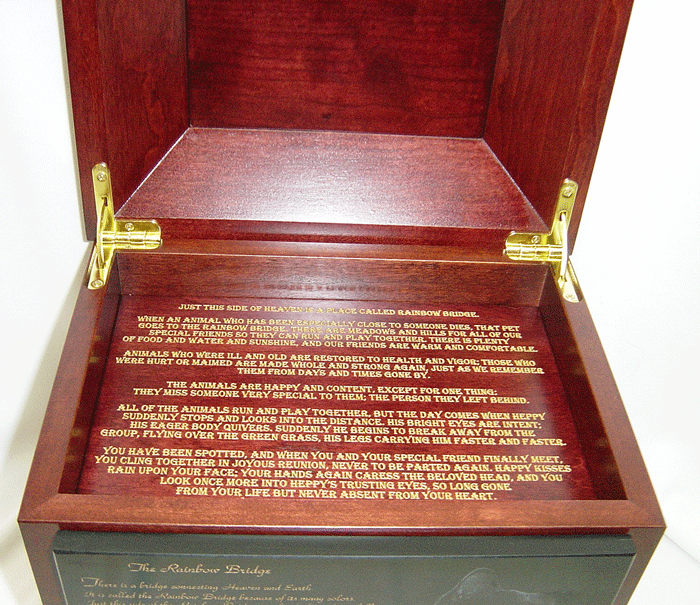 JUST THIS SIDE OF HEAVEN IS A PLACE CALLED RAINBOW BRIDGE.
WHEN AN ANIMAL WHO HAS BEEN ESPECIALLY CLOSE TO SOMEONE DIES, THAT PET
GOES TO THE RAINBOW BRIDGE. THERE ARE MEADOWS AND HILLS FOR ALL OF OUR
SPECIAL FRIENDS SO THEY CAN RUN AND PLAY TOGETHER. THERE IS PLENTY
OF FOOD AND WATER AND SUNSHINE, AND OUR FRIENDS ARE WARM AND COMFORTABLE.
ANIMALS WHO WERE ILL AND OLD ARE RESTORED TO HEALTH AND VIGOR; THOSE WHO
WERE HURT OR MAIMED ARE MADE WHOLE AND STRONG AGAIN, JUST AS WE REMEMBER
THEM FROM DAYS AND TIMES GONE BY.
THE ANIMALS ARE HAPPY AND CONTENT, EXCEPT FOR ONE THING:
THEY MISS SOMEONE VERY SPECIAL TO THEM; THE PERSON THEY LEFT BEHIND.
ALL OF THE ANIMALS RUN AND PLAY TOGETHER, BUT THE DAY COMES WHEN HEPPY
SUDDENLY STOPS AND LOOKS INTO THE DISTANCE. HIS BRIGHT EYES ARE INTENT;
HIS EAGER BODY QUIVERS. SUDDENLY HE BEGINS TO BREAK AWAY FROM THE
GROUP, FLYING OVER THE GREEN GRASS, HIS LEGS CARRYING HIM FASTER AND FASTER.
YOU HAVE BEEN SPOTTED, AND WHEN YOU AND YOUR SPECIAL FRIEND FINALLY MEET,
YOU CLING TOGETHER IN JOYOUS REUNION, NEVER TO BE PARTED AGAIN. HAPPY KISSES
RAIN UPON YOUR FACE; YOUR HANDS AGAIN CARESS THE BELOVED HEAD, AND YOU
LOOK ONCE MORE INTO HEPPY'S TRUSTING EYES, SO LONG GONE
FROM YOUR LIFE BUT NEVER ABSENT FROM YOUR HEART.
The Rainbow Bridge
There is a bridge connecting Heaven and Earth
It is called the Rainbow Bridge because of its many colors
Just this side of the